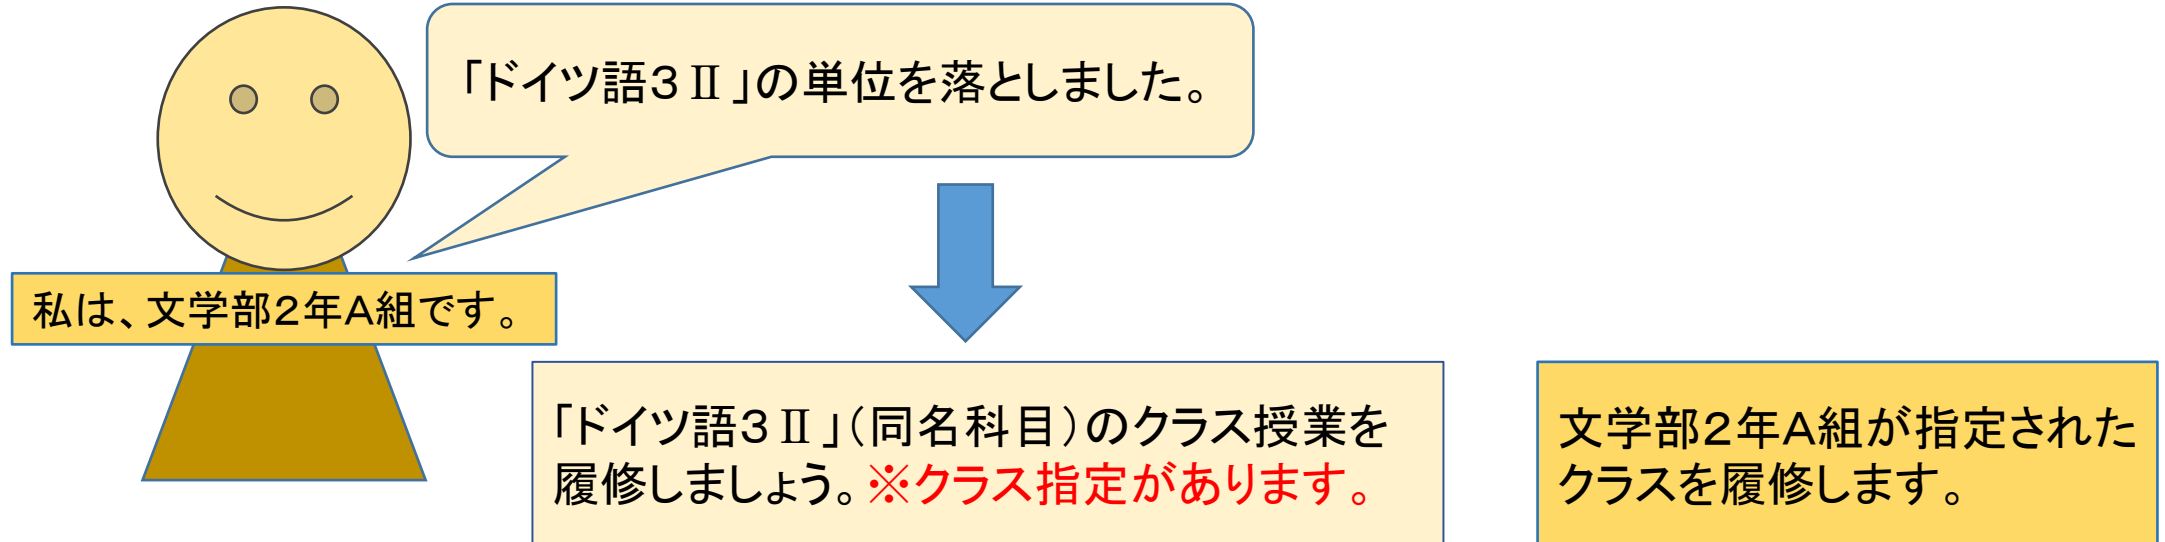 「ドイツ語３Ⅱ」の単位を落としました。
私は、文学部２年Ａ組です。
「ドイツ語３Ⅱ」（同名科目）のクラス授業を
履修しましょう。※クラス指定があります。
文学部２年Ａ組が指定された
クラスを履修します。